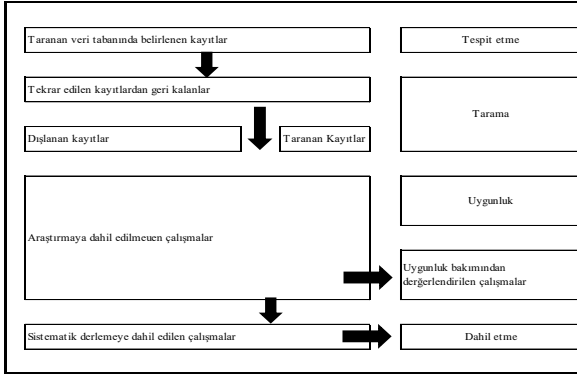 Taranan veri tabanında belirlenen kayıtlar
Tespit etme
Tekrar edilen kayıtlardan geri kalanlar
Tarama
Dışlanan kayıtlar
Taranan Kayıtlar
Uygunluk
Araştırmaya dahil edilmeuen çalışmalar
Uygunluk bakımından
derğerlendirilen çalışmalar
Sistematik derlemeye dahil edilen çalışmalar
Dahil etme